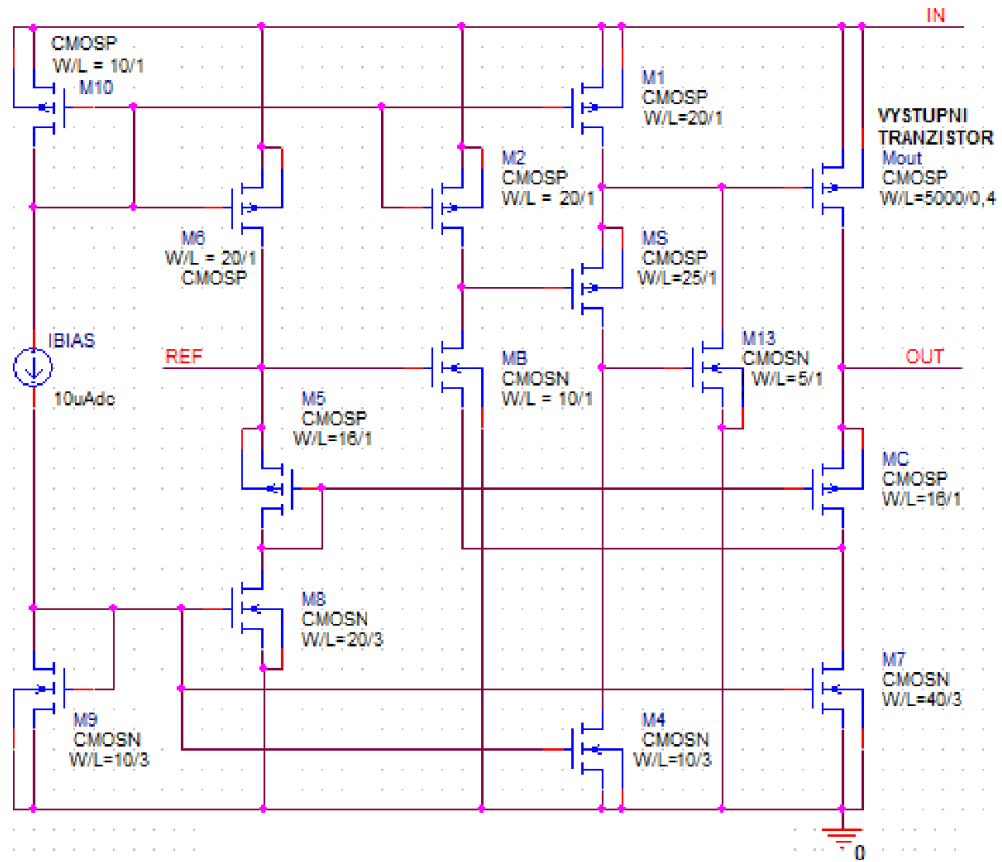 IN
CMOSP
W/L = 10/1
M10
M1
CMOSP
W/L=20/1
VYSTUPNI
TRANZISTOR
Mout
CMOSP
W/L=5000/0,4
M2
CMOSP
W/L = 20/1
M6
W/L = 20/1
CMOSP
MS
CMOSP
W/L=25/1
IBIAS
10uAdc
REF
MB
CMOSN
W/L = 10/1
M13
CMOSN
W/L=5/1
OUT
M5
CMOSP
W/L=16/1
MC
CMOSP
W/L=16/1
M8
CMOSN
W/L=20/3
M7
CMOSN
W/L=40/3
M9
CMOSN
W/L=10/3
M4
CMOSN
W/L=10/3
0